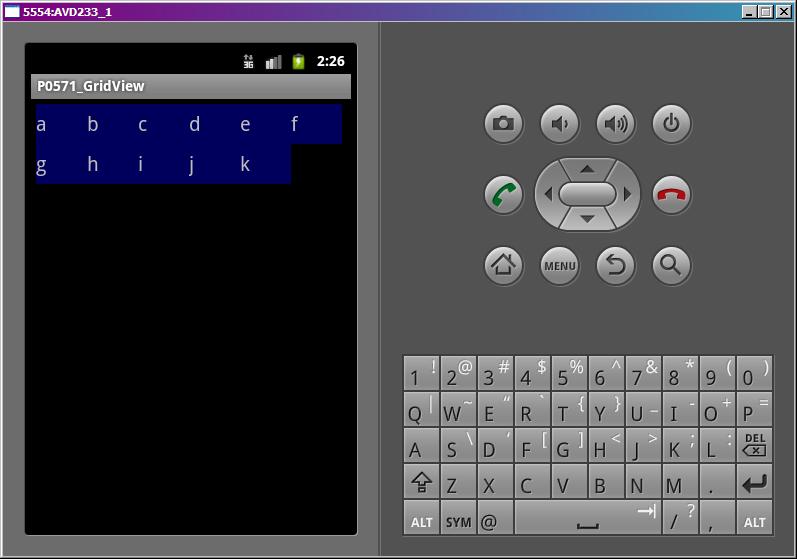 5554:AVD233_1
3G 2:26
P0571_GridView
a b c d e f
g h i j k
MENU
1 ! 2 @ 3 # 4 $ 5 % 6 ^ 7 & 8 * 9 ( 0 )
Q | W ~ E “ R ` T { Y } U _ I - O + P =
A S \ D ‘ F [ G ] H < J > K ; L : DEL
Z X C V B N M .
ALT SYM @ / ? , ALT